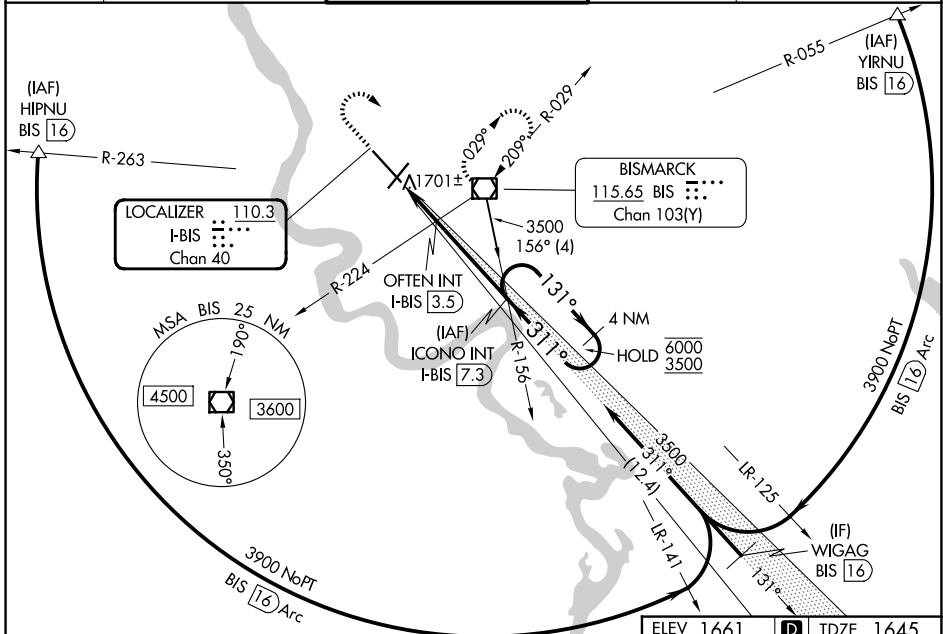 (IAF)
HIPNU
BIS 16
R-263
R-055
(IAF)
YIRNU
BIS 16
029°
209°
R-029
1701±
BISMARCK
115.65 BIS
Chan 103(Y)
LOCALIZER 110.3
I-BIS
Chan 40
3500
156° (4)
R-224
OFTEN INT
I-BIS 3.5
(IAF)
ICONO INT
I-BIS 7.3
R-156
131°
311°
4 NM
HOLD 6000
3500
MSA BIS 25 NM
190°
4500
3600
350°
3900 NoPT
BIS 16 Arc
3500
311°
(12.4)
LR-125
LR-141
(IF)
WIGAG
BIS 16
131°
3900 NoPT
BIS 16 Arc
ELEV 1661 D TDZE 1645